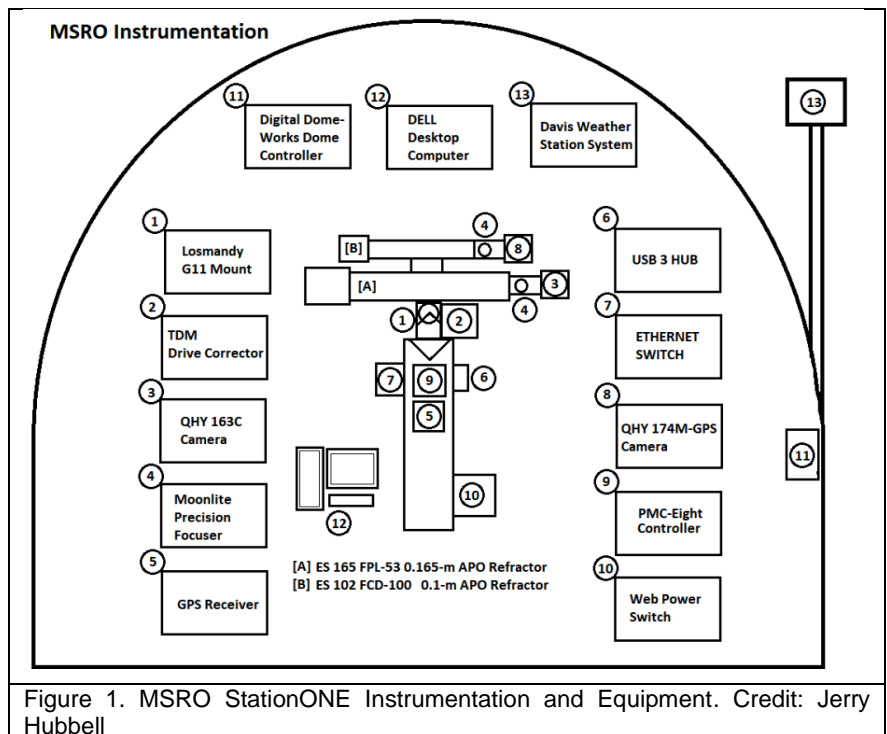 MSRO Instrumentation
11
Digital Dome-
Works Dome
Controller
12
DELL
Desktop
Computer
13
Davis Weather
Station System
13
1
Losmandy
G11 Mount
2
TDM
Drive Corrector
3
QHY 163C
Camera
4
Moonlite
Precision
Focuser
5
GPS Receiver
[B]
4
8
[A]
4
3
1
2
7
9
6
5
10
12
6
USB 3 HUB
7
ETHERNET
SWITCH
8
QHY 174M-GPS
Camera
9
PMC-Eight
Controller
10
Web Power
Switch
11
[A] ES 165 FPL-53 0.165-m APO Refractor
[B] ES 102 FCD-100 0.1-m APO Refractor
Figure 1. MSRO StationONE Instrumentation and Equipment. Credit: Jerry
Hubbell